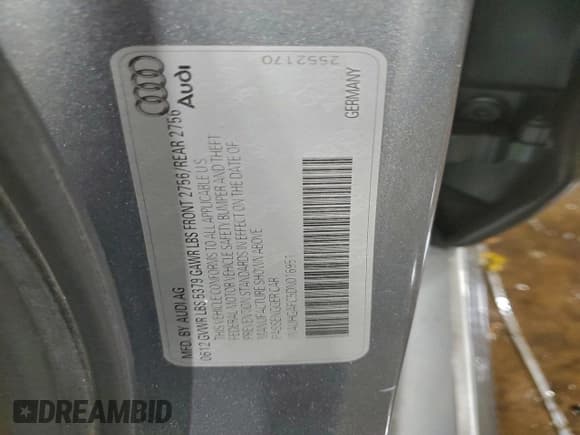 MFD. BY AUDI AG
0612 GVWR LBS 5379 GAWR LBS FRONT 2756/REAR 2756
THIS VEHICLE CONFORMS TO ALL APPLICABLE U.S.
FEDERAL MOTOR VEHICLE SAFETY, BUMPER AND THEFT
PREVENTION STANDARDS IN EFFECT ON THE DATE OF
MANUFACTURE SHOWN ABOVE.
PASSENGER CAR
Audi
2552170
GERMANY
DREAMBID